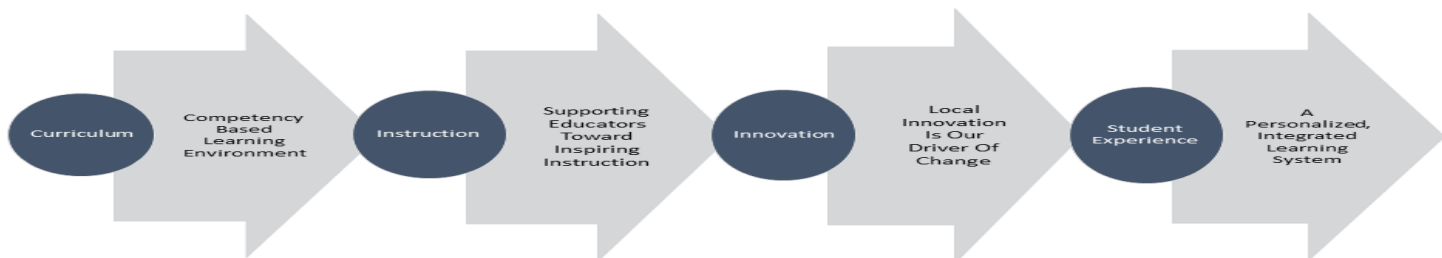 Curriculum
Competency
Based
Learning
Environment
Instruction
Supporting
Educators
Toward
Inspiring
Instruction
Innovation
Local
Innovation
Is Our
Driver Of
Change
Student
Experience
A
Personalized,
Integrated
Learning
System